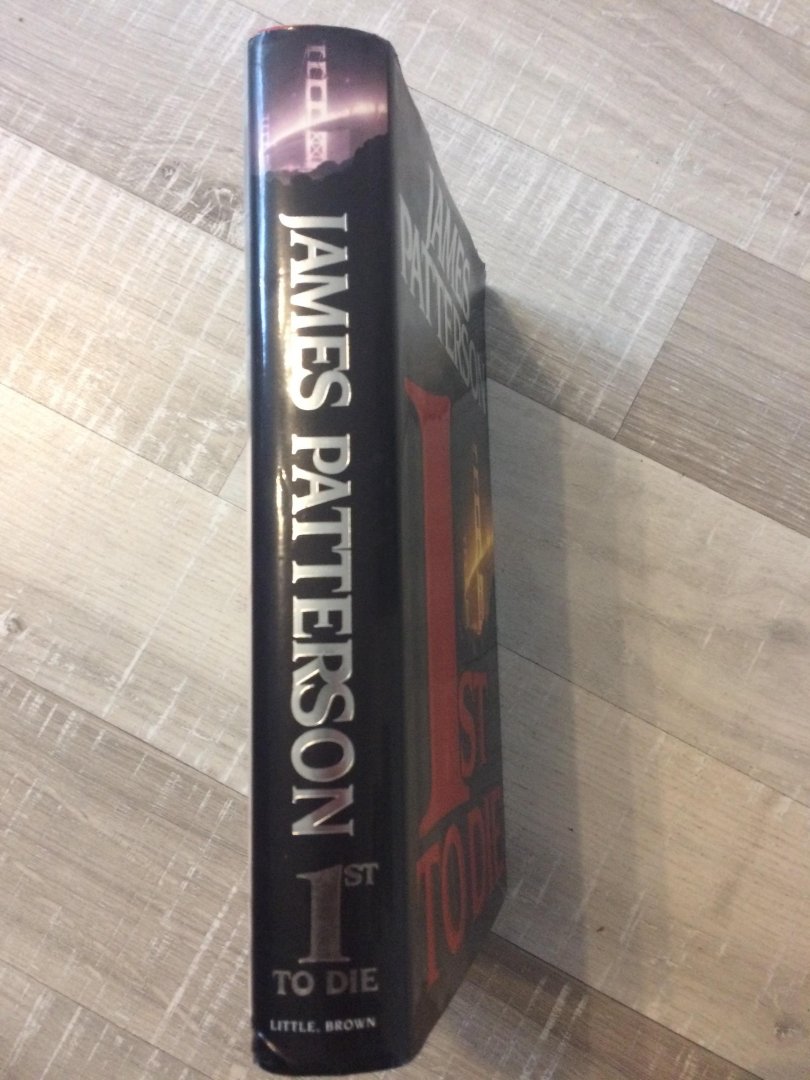 JAMES PATTERSON
1ST
TO DIE
LITTLE, BROWN
JAMES
PATTERSON
1ST
TO DIE